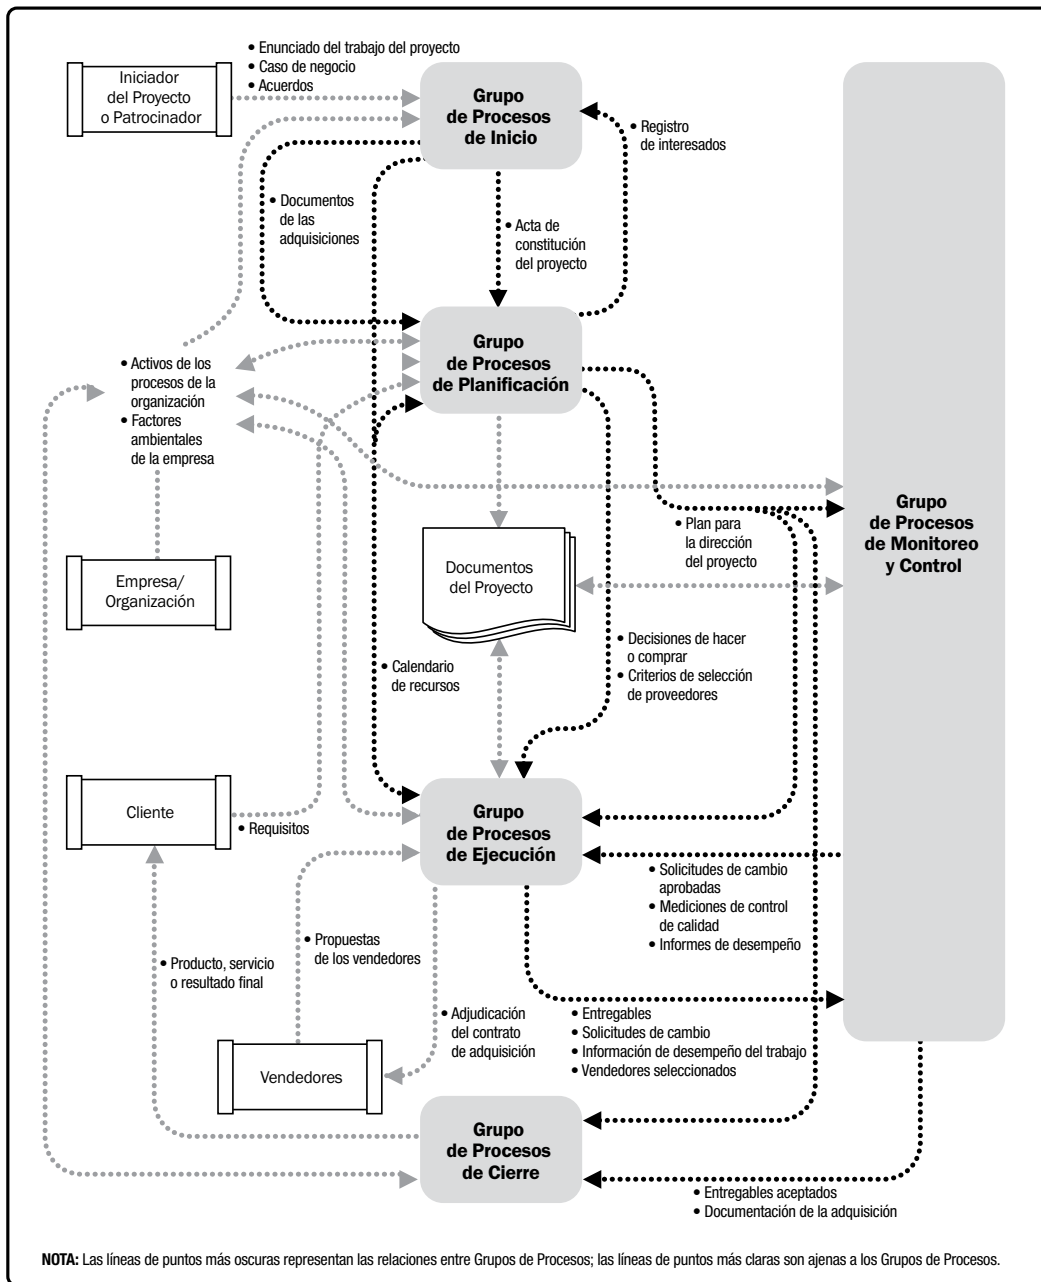 • Enunciado del trabajo del proyecto
• Caso de negocio
• Acuerdos
Iniciador
del Proyecto
o Patrocinador
Grupo
de Procesos
de Inicio
• Registro
de interesados
• Documentos
de las
adquisiciones
• Acta de
constitución
del proyecto
Grupo
de Procesos
de Planificación
• Activos de los
procesos de la
organización
• Factores
ambientales
de la empresa
Grupo
de Procesos
de Monitoreo
y Control
• Plan para
la dirección
del proyecto
Documentos
del Proyecto
Empresa/
Organización
• Decisiones de hacer
o comprar
• Criterios de selección
de proveedores
• Calendario
de recursos
Cliente
• Requisitos
Grupo
de Procesos
de Ejecución
• Solicitudes de cambio
aprobadas
• Mediciones de control
de calidad
• Informes de desempeño
• Propuestas
de los vendedores
• Producto, servicio
o resultado final
• Adjudicación
del contrato
de adquisición
• Entregables
• Solicitudes de cambio
• Información de desempeño del trabajo
• Vendedores seleccionados
Vendedores
Grupo
de Procesos
de Cierre
• Entregables aceptados
• Documentación de la adquisición
NOTA: Las líneas de puntos más oscuras representan las relaciones entre Grupos de Procesos; las líneas de puntos más claras son ajenas a los Grupos de Procesos.